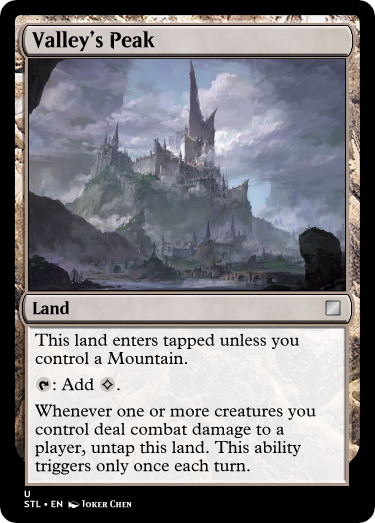 Valley's Peak
Land
This land enters tapped unless you
control a Mountain.
: Add .
Whenever one or more creatures you
control deal combat damage to a
player, untap this land. This ability
triggers only once each turn.
U
STL • EN Joker Chen